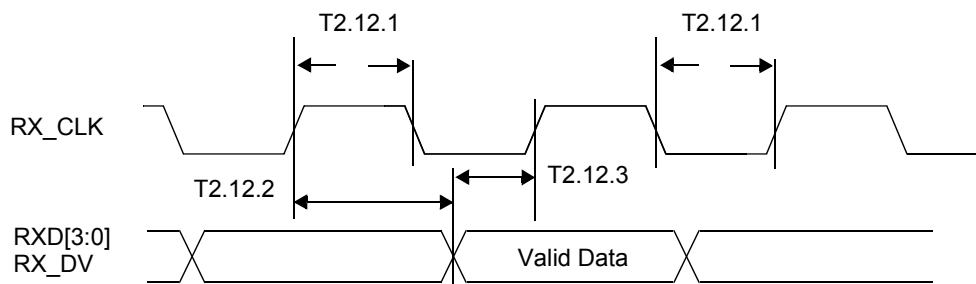 T2.12.1 T2.12.1
RX_CLK
T2.12.2 T2.12.3
RXD[3:0]
RX_DV Valid Data